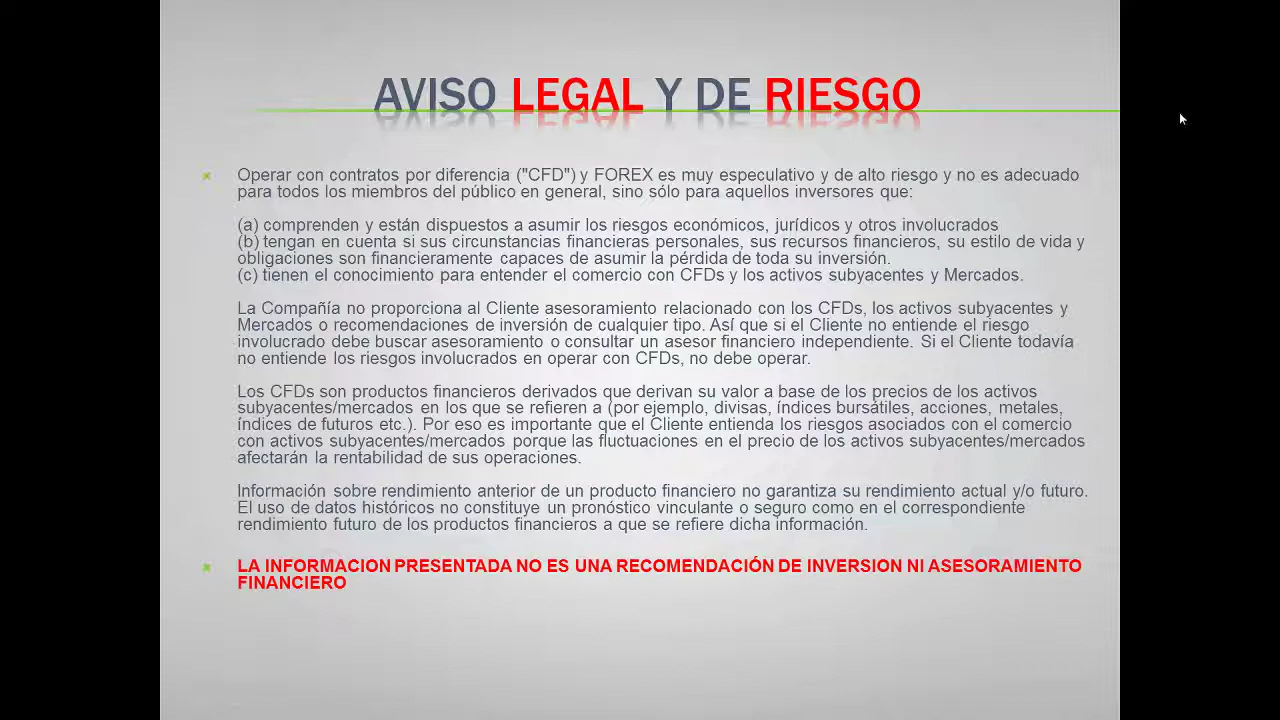 AVISO LEGAL Y DE RIESGO
Operar con contratos por diferencia ("CFD") y FOREX es muy especulativo y de alto riesgo y no es adecuado
para todos los miembros del público en general, sino sólo para aquellos inversores que:
(a) comprenden y están dispuestos a asumir los riesgos económicos, jurídicos y otros involucrados
(b) tengan en cuenta si sus circunstancias financieras personales, sus recursos financieros, su estilo de vida y
obligaciones son financieramente capaces de asumir la pérdida de toda su inversión.
(c) tienen el conocimiento para entender el comercio con CFDs y los activos subyacentes y Mercados.
La Compañía no proporciona al Cliente asesoramiento relacionado con los CFDs, los activos subyacentes y
Mercados o recomendaciones de inversión de cualquier tipo. Así que si el Cliente no entiende el riesgo
involucrado debe buscar asesoramiento o consultar un asesor financiero independiente. Si el Cliente todavía
no entiende los riesgos involucrados en operar con CFDs, no debe operar.
Los CFDs son productos financieros derivados que derivan su valor a base de los precios de los activos
subyacentes/mercados en los que se refieren a (por ejemplo, divisas, índices bursátiles, acciones, metales,
índices de futuros etc.). Por eso es importante que el Cliente entienda los riesgos asociados con el comercio
con activos subyacentes/mercados porque las fluctuaciones en el precio de los activos subyacentes/mercados
afectarán la rentabilidad de sus operaciones.
Información sobre rendimiento anterior de un producto financiero no garantiza su rendimiento actual y/o futuro.
El uso de datos históricos no constituye un pronóstico vinculante o seguro como en el correspondiente
rendimiento futuro de los productos financieros a que se refiere dicha información.
LA INFORMACION PRESENTADA NO ES UNA RECOMENDACIÓN DE INVERSION NI ASESORAMIENTO
FINANCIERO